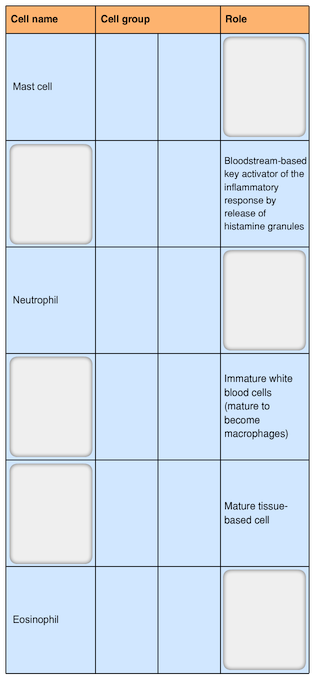 Cell name Cell group Role
Mast cell
Bloodstream-based
key activator of the
inflammatory
response by
release of
histamine granules
Neutrophil
Immature white
blood cells
(mature to
become
macrophages)
Mature tissue-
based cell
Eosinophil